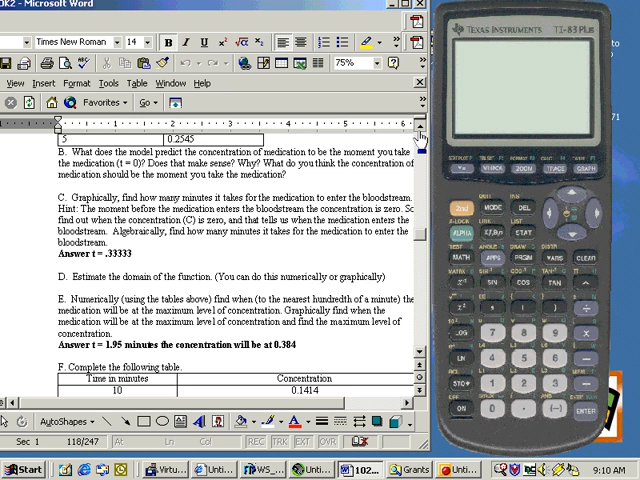 OK2 - Microsoft Word
Times New Roman 14 B I U
75%
View Insert Format Tools Table Window Help
Favorites Go
5 0.2545
B. What does the model predict the concentration of medication to be the moment you take
the medication (t = 0)? Does that make sense? Why? What do you think the concentration of
medication should be the moment you take the medication?
C. Graphically, find how many minutes it takes for the medication to enter the bloodstream.
Hint: The moment before the medication enters the bloodstream the concentration is zero. So
find out when the concentration (C) is zero, and that tells us when the medication enters the
bloodstream. Algebraically, find how many minutes it takes for the medication to enter the
bloodstream.
Answer t = .33333
D. Estimate the domain of the function. (You can do this numerically or graphically)
E. Numerically (using the tables above) find when (to the nearest hundredth of a minute) the
medication will be at the maximum level of concentration. Graphically find when the
medication will be at the maximum level of concentration and find the maximum level of
concentration.
Answer t = 1.95 minutes the concentration will be at 0.384
F. Complete the following table.
Time in minutes Concentration
10 0.1414
AutoShapes
Sec 1 118/247 At Ln Col REC TRK EXT OVR
Start Virtu... Unti... WS_... Unti... 102... Grants Unti... 9:10 AM
TEXAS INSTRUMENTS TI-83 Plus
Y= WINDOW ZOOM TRACE GRAPH
2nd MODE DEL
ALPHA X,T,θ,n STAT
MATH APPS PRGM VARS CLEAR
SIN COS TAN
LOG 7 8 9
LN 4 5 6
STO 1 2 3
ON 0 . (-) ENTER